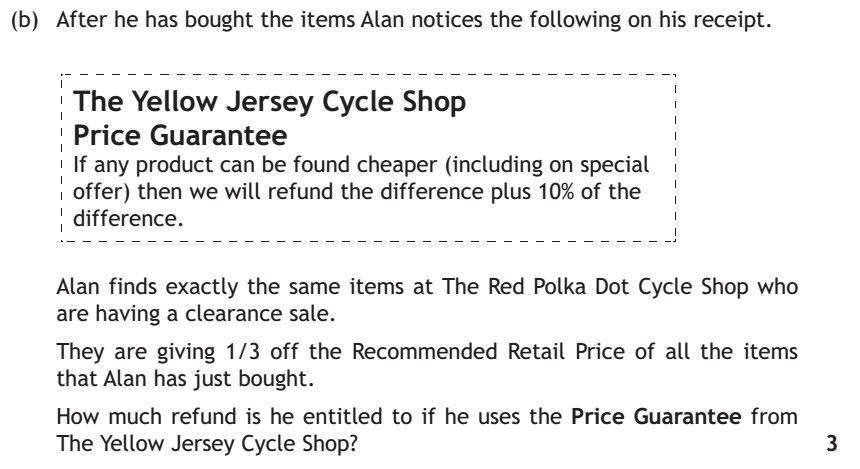 (b) After he has bought the items Alan notices the following on his receipt.
The Yellow Jersey Cycle Shop
Price Guarantee
If any product can be found cheaper (including on special
offer) then we will refund the difference plus 10% of the
difference.
Alan finds exactly the same items at The Red Polka Dot Cycle Shop who
are having a clearance sale.
They are giving 1/3 off the Recommended Retail Price of all the items
that Alan has just bought.
How much refund is he entitled to if he uses the Price Guarantee from
The Yellow Jersey Cycle Shop? 3